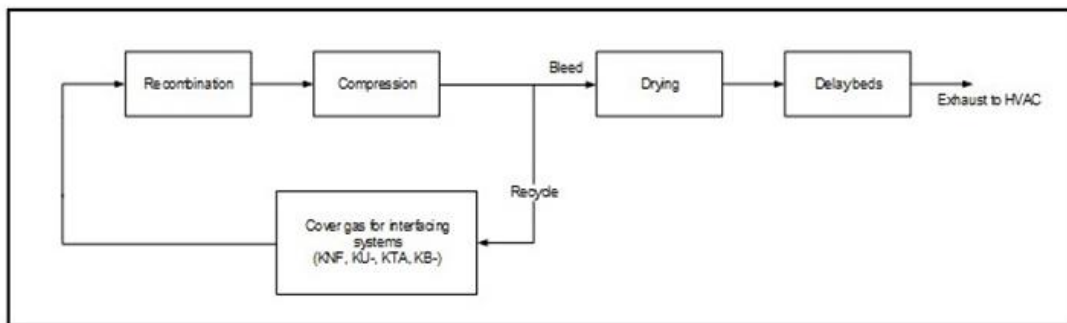 Recombination
Compression
Bleed
Drying
Delaybeds
Exhaust to HVAC
Recycle
Cover gas for interfacing
systems
(KNF, KU-, KTA, KB-)